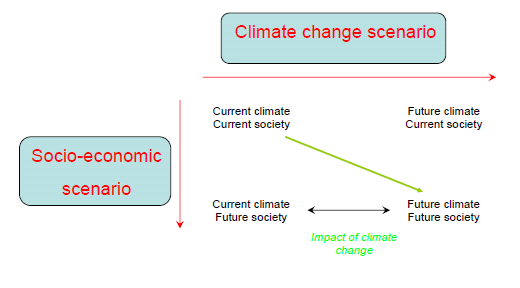 Climate change scenario
Current climate
Current society
Future climate
Current society
Socio-economic
scenario
Current climate
Future society
Future climate
Future society
Impact of climate
change